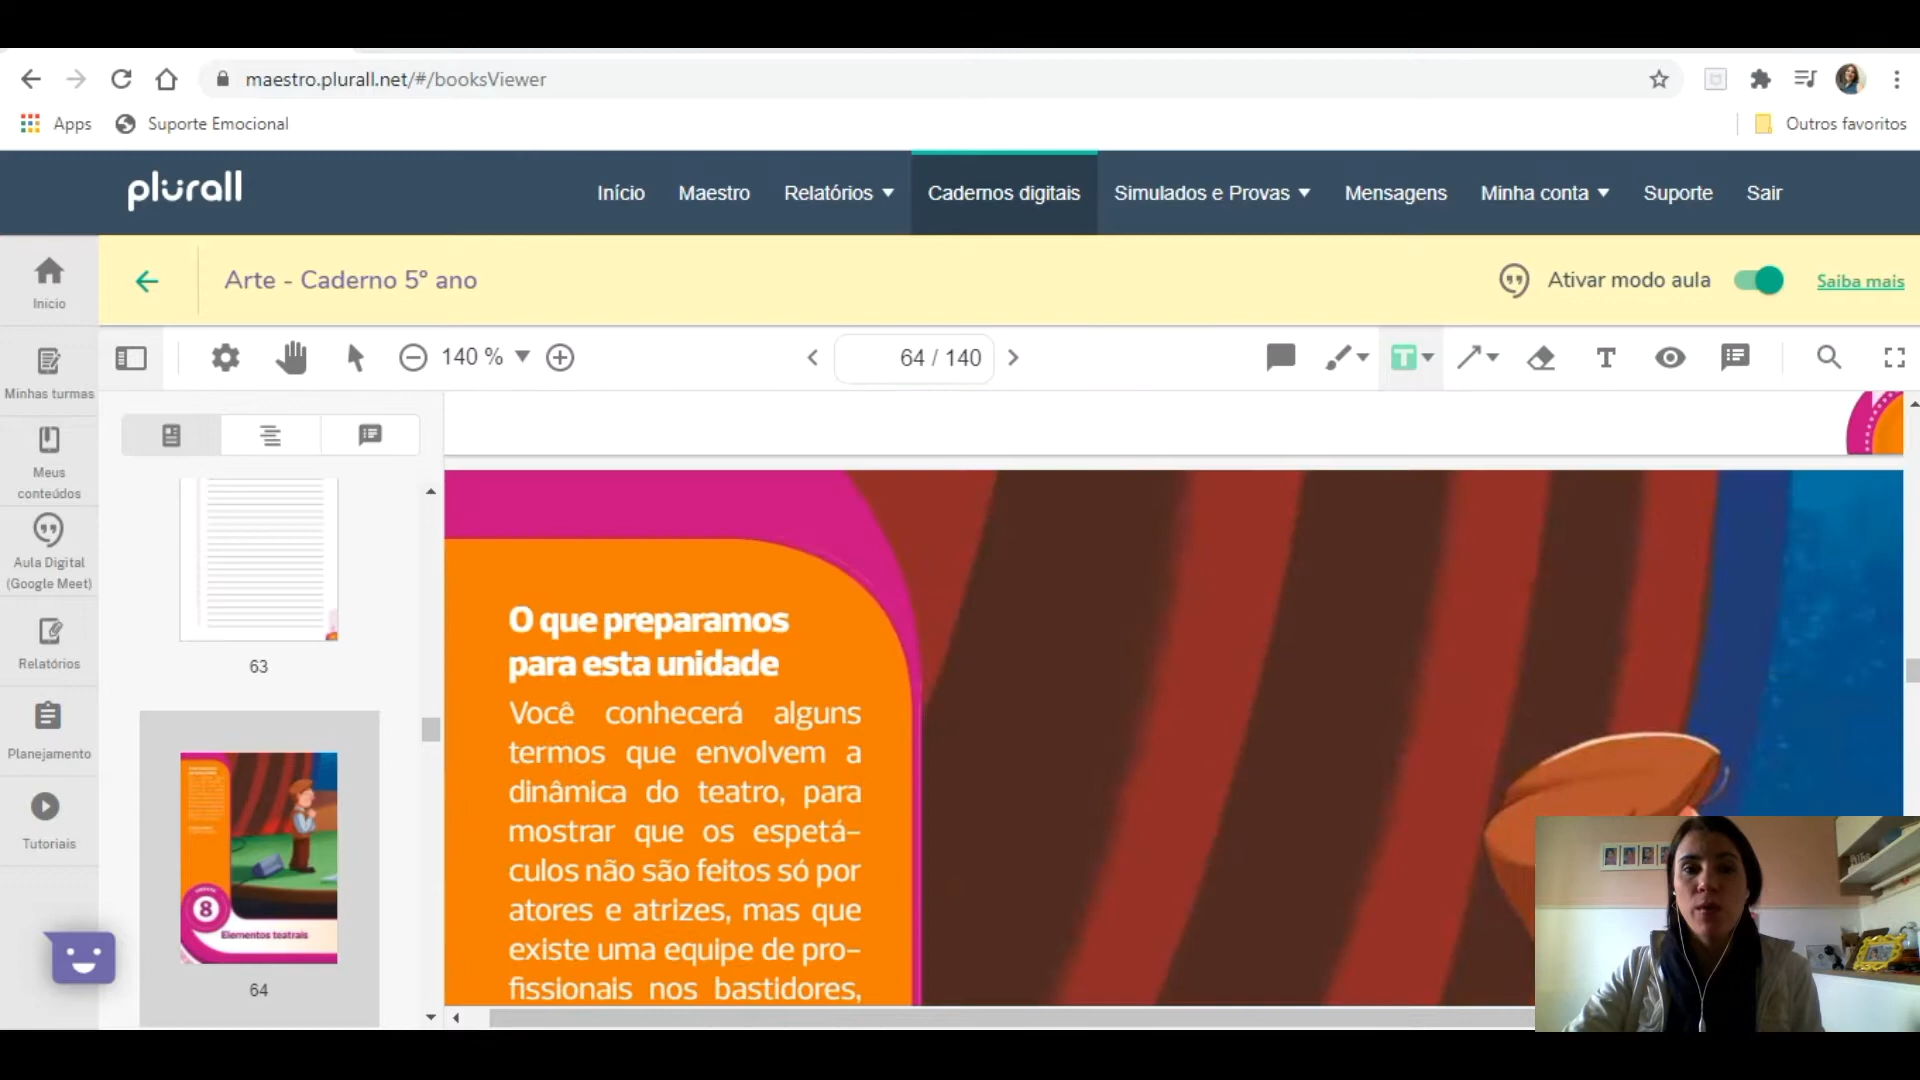 maestro.plurall.net/#/booksViewer
Apps Suporte Emocional Outros favoritos
plurall Início Maestro Relatórios Cadernos digitais Simulados e Provas Mensagens Minha conta Suporte Sair
Arte - Caderno 5º ano Ativar modo aula Saiba mais
140 % 64 / 140 T T
Início
Minhas turmas
Meus
conteúdos
Aula Digital
(Google Meet)
Relatórios
Planejamento
Tutoriais
63
8
Elementos teatrais
64
O que preparamos
para esta unidade
Você conhecerá alguns
termos que envolvem a
dinâmica do teatro, para
mostrar que os espetá-
culos não são feitos só por
atores e atrizes, mas que
existe uma equipe de pro-
fissionais nos bastidores,